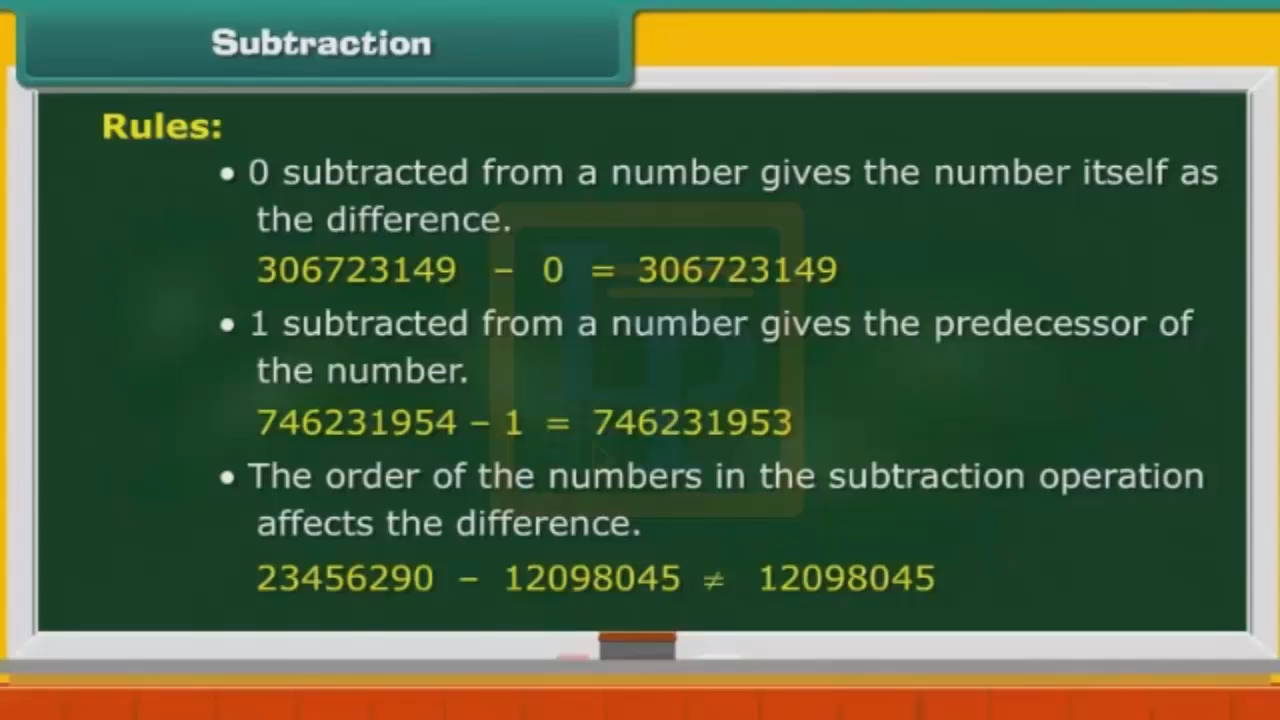 Subtraction
Rules:
• 0 subtracted from a number gives the number itself as
the difference.
306723149 – 0 = 306723149
• 1 subtracted from a number gives the predecessor of
the number.
746231954 – 1 = 746231953
• The order of the numbers in the subtraction operation
affects the difference.
23456290 – 12098045 ≠ 12098045